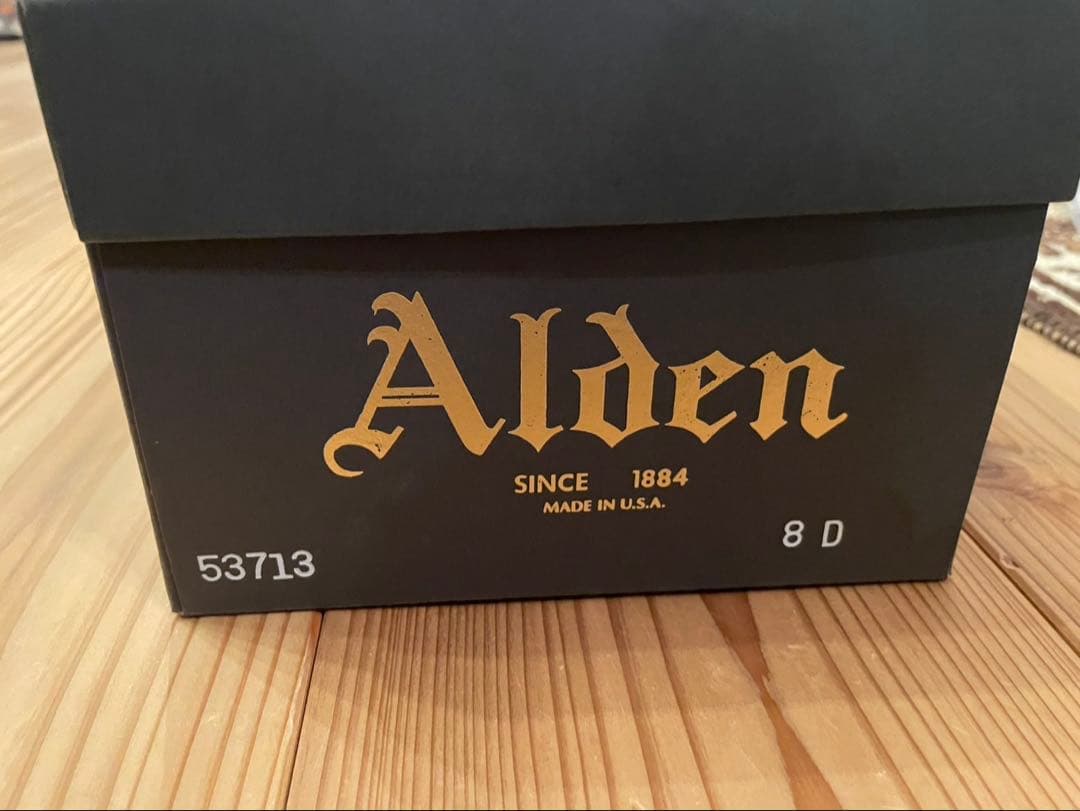 Alden
SINCE 1884
MADE IN U.S.A.
8 D
53713